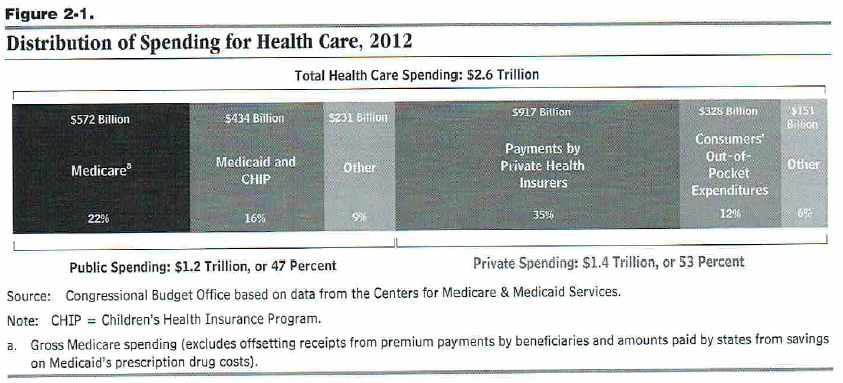 Figure 2-1.
Distribution of Spending for Health Care, 2012
Total Health Care Spending: $2.6 Trillion
$572 Billion
Medicareᵃ
22%
$434 Billion
Medicaid and
CHIP
16%
$231 Billion
Other
9%
$917 Billion
Payments by
Private Health
Insurers
35%
$328 Billion
Consumers'
Out-of-
Pocket
Expenditures
12%
$151
Billion
Other
6%
Public Spending: $1.2 Trillion, or 47 Percent
Private Spending: $1.4 Trillion, or 53 Percent
Source: Congressional Budget Office based on data from the Centers for Medicare & Medicaid Services.
Note: CHIP = Children's Health Insurance Program.
a. Gross Medicare spending (excludes offsetting receipts from premium payments by beneficiaries and amounts paid by states from savings
on Medicaid's prescription drug costs).